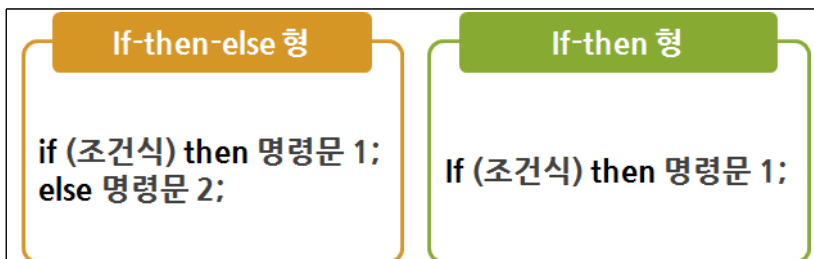 If-then-else 형
if (조건식) then 명령문 1;
else 명령문 2;
If-then 형
If (조건식) then 명령문 1;